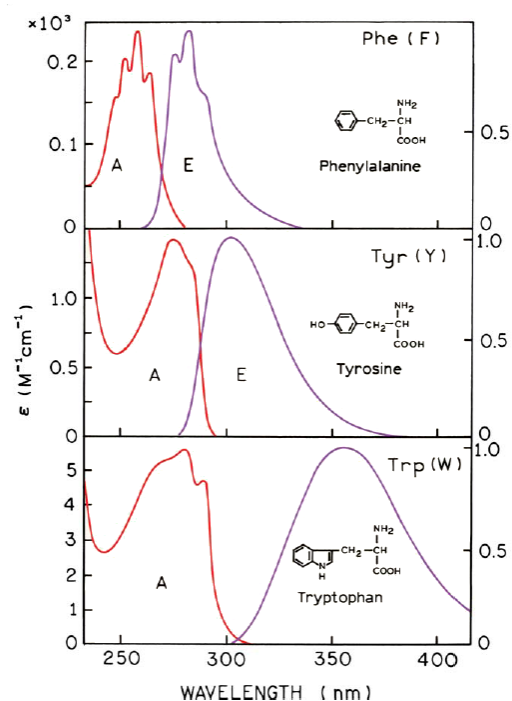 ×10³
Phe (F)
0.2
NH₂
CH₂-CH
COOH
0.1
0.5
A
E
Phenylalanine
0
0
1.0
Tyr (Y)
1.0
NH₂
HO
CH₂-CH
COOH
0.5
0.5
A
E
Tyrosine
ε (M⁻¹cm⁻¹)
0
0
1.0
Trp (W)
5
4
NH₂
3
CH₂-CH
0.5
N
H
COOH
2
A
Tryptophan
1
0
0
250
300
350
400
WAVELENGTH (nm)